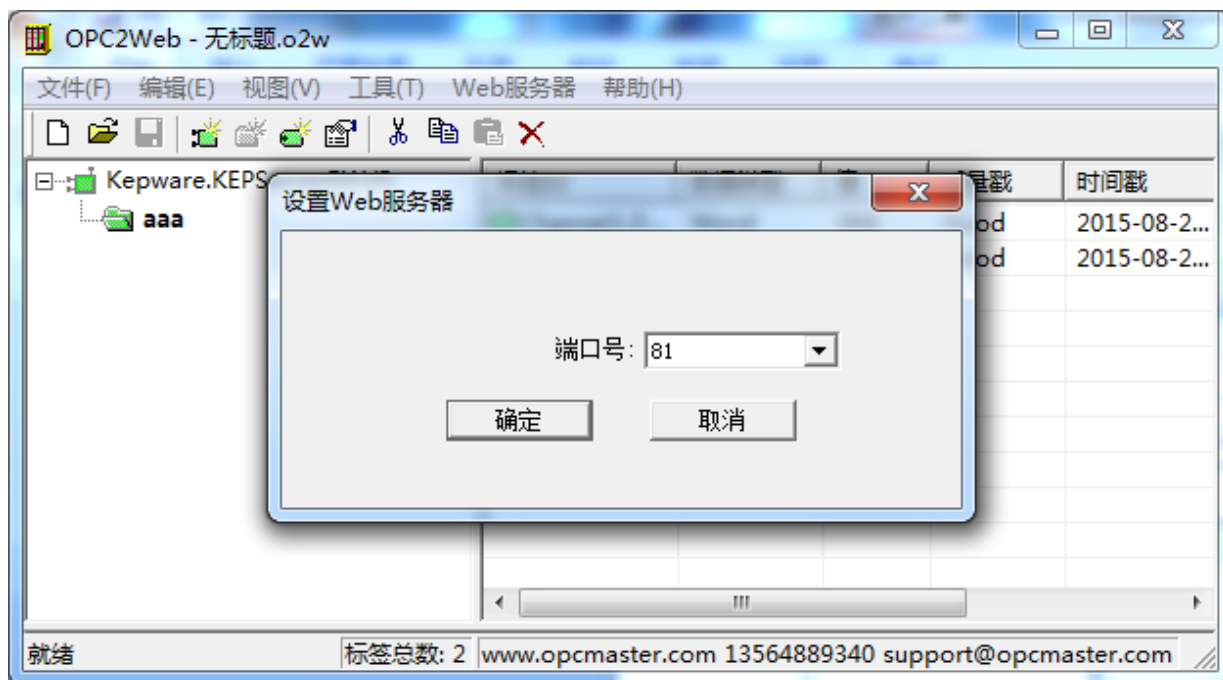 OPC2Web - 无标题.o2w
文件(F) 编辑(E) 视图(V) 工具(T) Web服务器 帮助(H)
Kepware.KEPS
时间戳
设置Web服务器
aaa
2015-08-2...
2015-08-2...
端口号: 81
确定 取消
就绪 标签总数: 2 www.opcmaster.com 13564889340 support@opcmaster.com